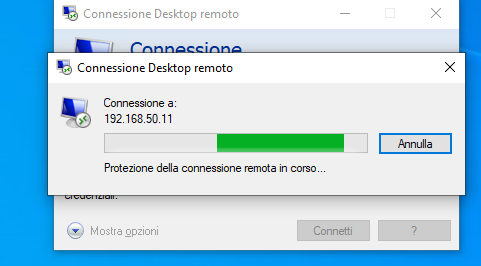 Connessione Desktop remoto
Connessione
Connessione Desktop remoto
Connessione a:
192.168.50.11
Annulla
Protezione della connessione remota in corso...
credenziali.
Mostra opzioni
Connetti
?